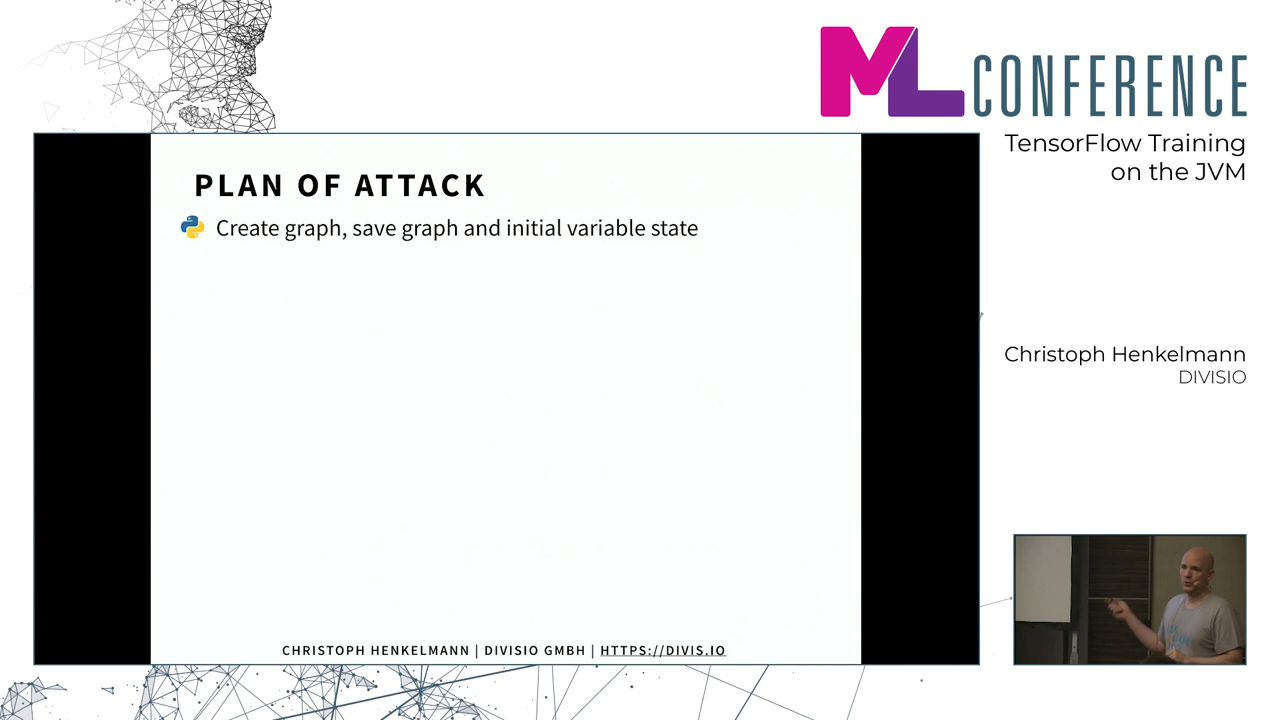 ML CONFERENCE
TensorFlow Training
on the JVM
PLAN OF ATTACK
Create graph, save graph and initial variable state
Christoph Henkelmann
DIVISIO
CHRISTOPH HENKELMANN | DIVISIO GMBH | HTTPS://DIVIS.IO